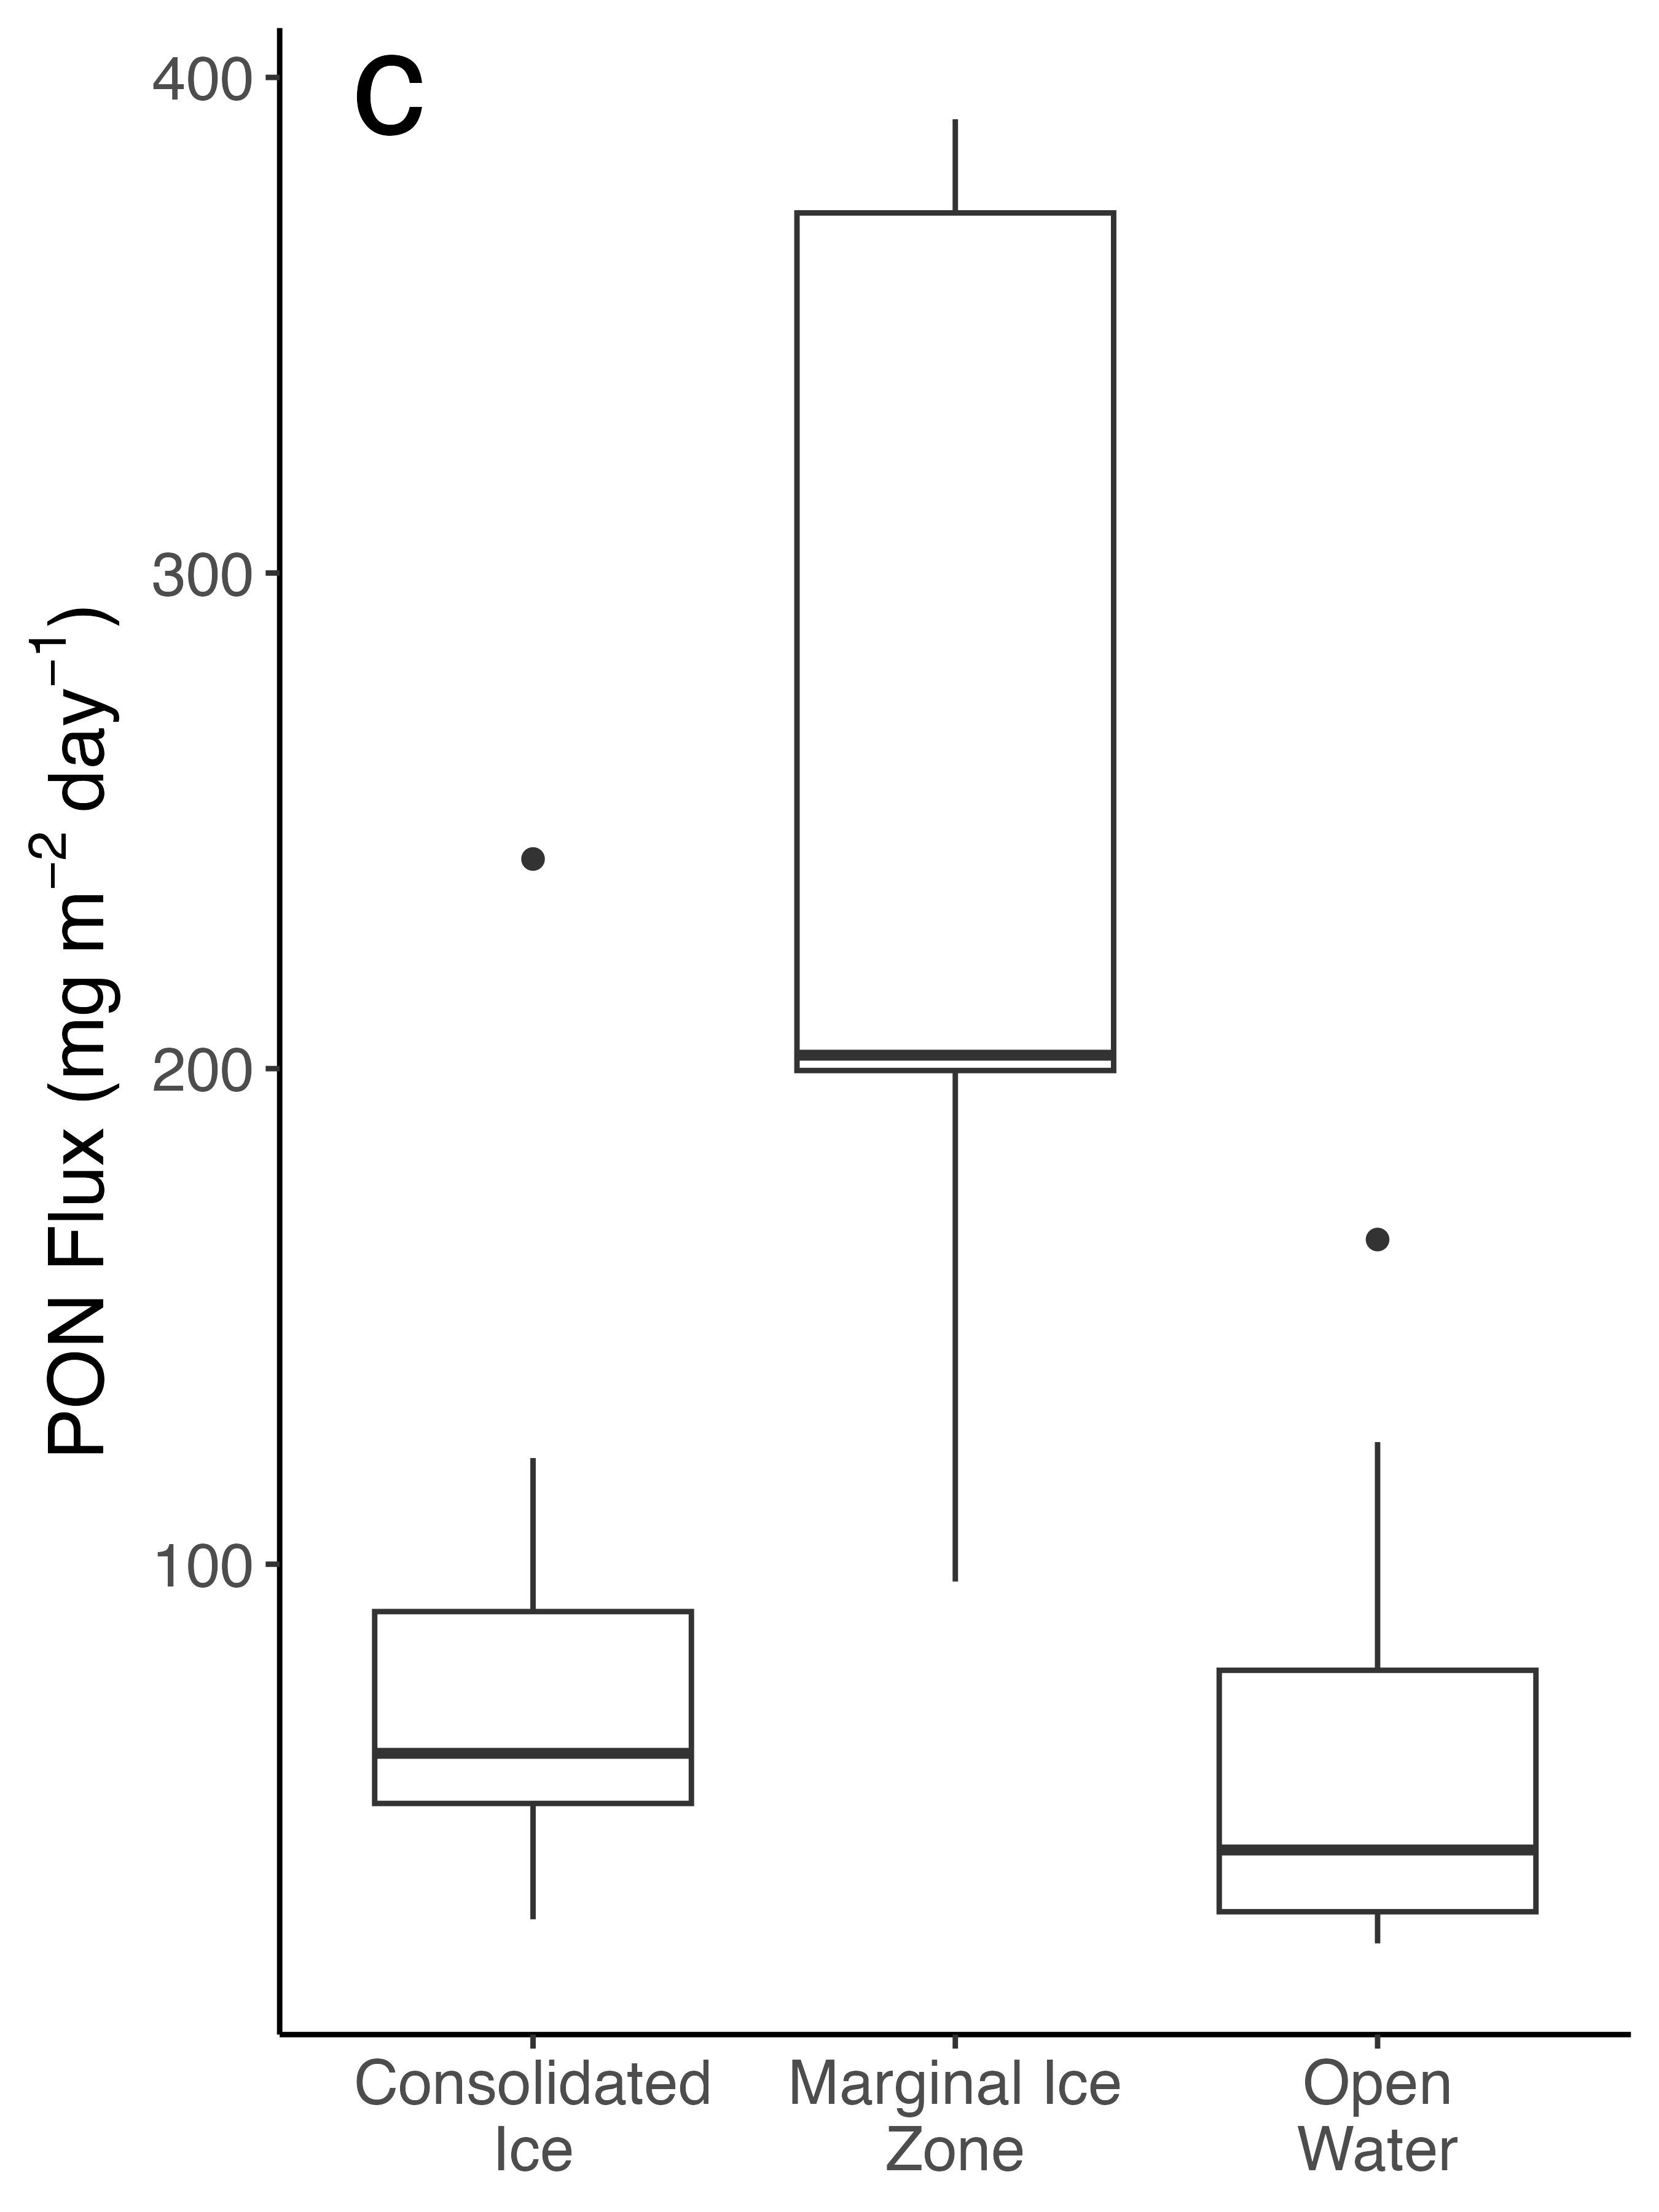 C
400
300
200
100
PON Flux (mg m⁻² day⁻¹)
Consolidated
Ice
Marginal Ice
Zone
Open
Water